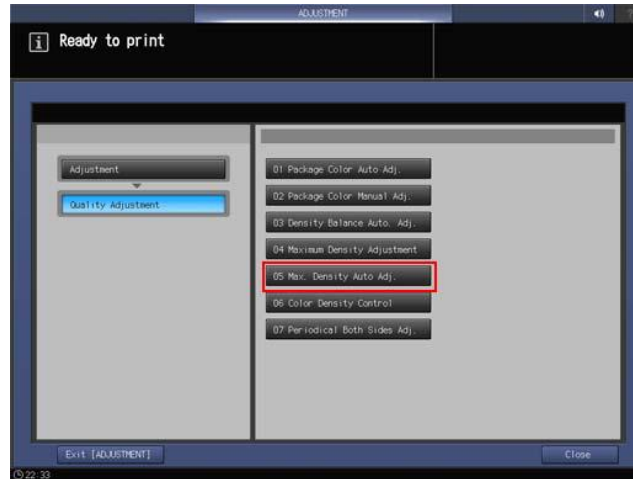 ADJUSTMENT
Ready to print
Adjustment
Quality Adjustment
01 Package Color Auto Adj.
02 Package Color Manual Adj.
03 Density Balance Auto. Adj.
04 Maximum Density Adjustment
05 Max. Density Auto Adj.
06 Color Density Control
07 Periodical Both Sides Adj.
Exit [ADJUSTMENT]
Close
22:33